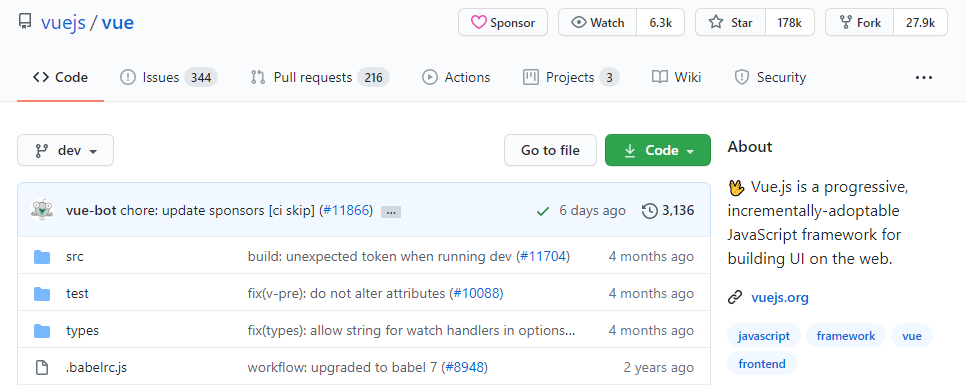 vuejs / vue Sponsor Watch 6.3k Star 178k Fork 27.9k
Code Issues 344 Pull requests 216 Actions Projects 3 Wiki Security ...
dev Go to file Code
vue-bot chore: update sponsors [ci skip] (#11866) ... 6 days ago 3,136
src build: unexpected token when running dev (#11704) 4 months ago
test fix(v-pre): do not alter attributes (#10088) 4 months ago
types fix(types): allow string for watch handlers in options... 4 months ago
.babelrc.js workflow: upgraded to babel 7 (#8948) 2 years ago
About
🖖 Vue.js is a progressive,
incrementally-adoptable
JavaScript framework for
building UI on the web.
vuejs.org
javascript framework vue
frontend